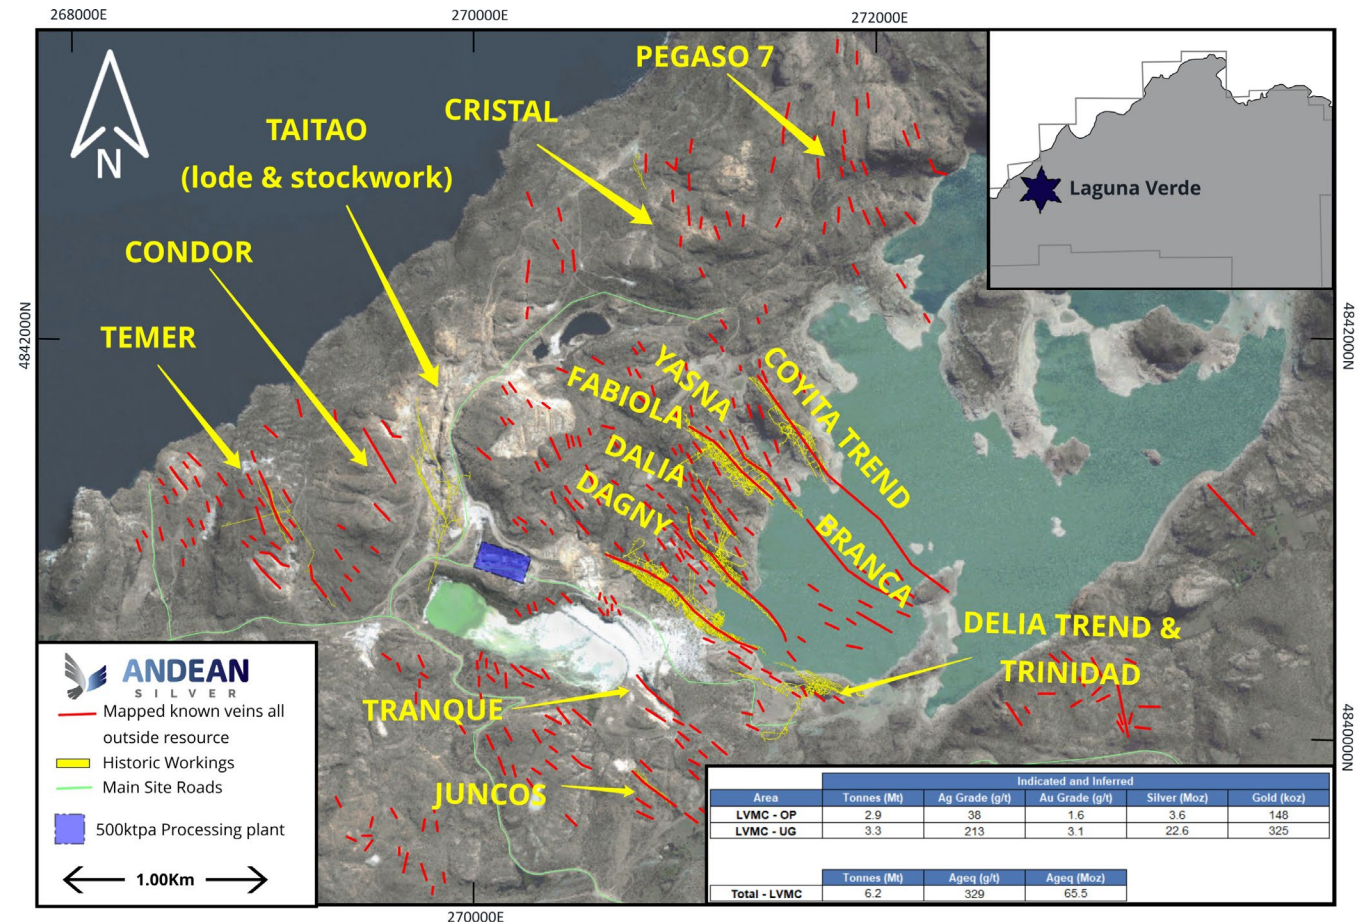 268000E
270000E
272000E
PEGASO 7
CRISTAL
TAITAO
(lode & stockwork)
CONDOR
TEMER
N
Laguna Verde
4842000N
4842000N
YASNA
COYITA TREND
FABIOLA
DALIA
DAGNY
BRANCA
DELIA TREND &
TRINIDAD
TRANQUE
JUNCOS
4840000N
ANDEAN
SILVER
Mapped known veins all
outside resource
Historic Workings
Main Site Roads
500ktpa Processing plant
1.00Km
Indicated and Inferred
Area Tonnes (Mt) Ag Grade (g/t) Au Grade (g/t) Silver (Moz) Gold (koz)
LVMC - OP 2.9 38 1.6 3.6 148
LVMC - UG 3.3 213 3.1 22.6 325
Tonnes (Mt) Ageq (g/t) Ageq (Moz)
Total - LVMC 6.2 329 65.5
270000E